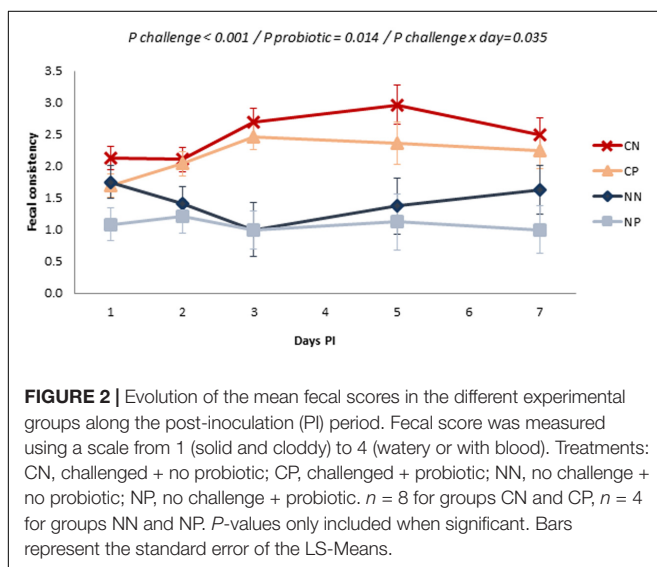 P challenge < 0.001 / P probiotic = 0.014 / P challenge x day=0.035
3.5
3.0
2.5
2.0
1.5
1.0
0.5
0.0
Fecal consistency
1 2 3 4 5 6 7
Days PI
CN
CP
NN
NP
FIGURE 2 | Evolution of the mean fecal scores in the different experimental
groups along the post-inoculation (PI) period. Fecal score was measured
using a scale from 1 (solid and cloddy) to 4 (watery or with blood). Treatments:
CN, challenged + no probiotic; CP, challenged + probiotic; NN, no challenge +
no probiotic; NP, no challenge + probiotic. n = 8 for groups CN and CP, n = 4
for groups NN and NP. P-values only included when significant. Bars
represent the standard error of the LS-Means.